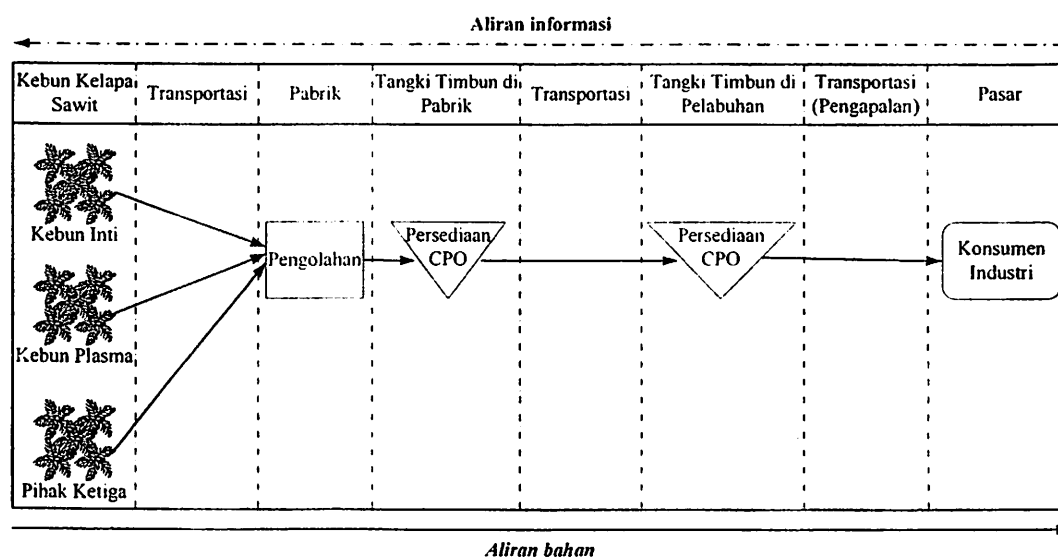 Aliran informasi
Kebun Kelapa
Sawit
Transportasi
Pabrik
Tangki Timbun di
Pabrik
Transportasi
Tangki Timbun di
Pelabuhan
Transportasi
(Pengapalan)
Pasar
Kebun Inti
Kebun Plasma
Pihak Ketiga
Pengolahan
Persediaan
CPO
Persediaan
CPO
Konsumen
Industri
Aliran bahan